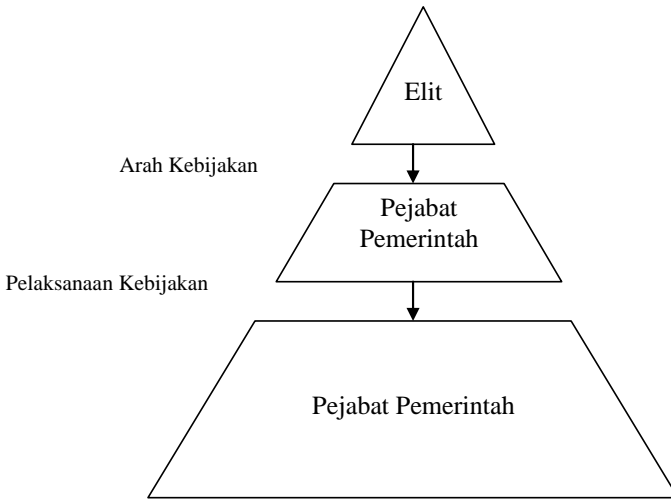 Elit
Arah Kebijakan
Pejabat
Pemerintah
Pelaksanaan Kebijakan
Pejabat Pemerintah